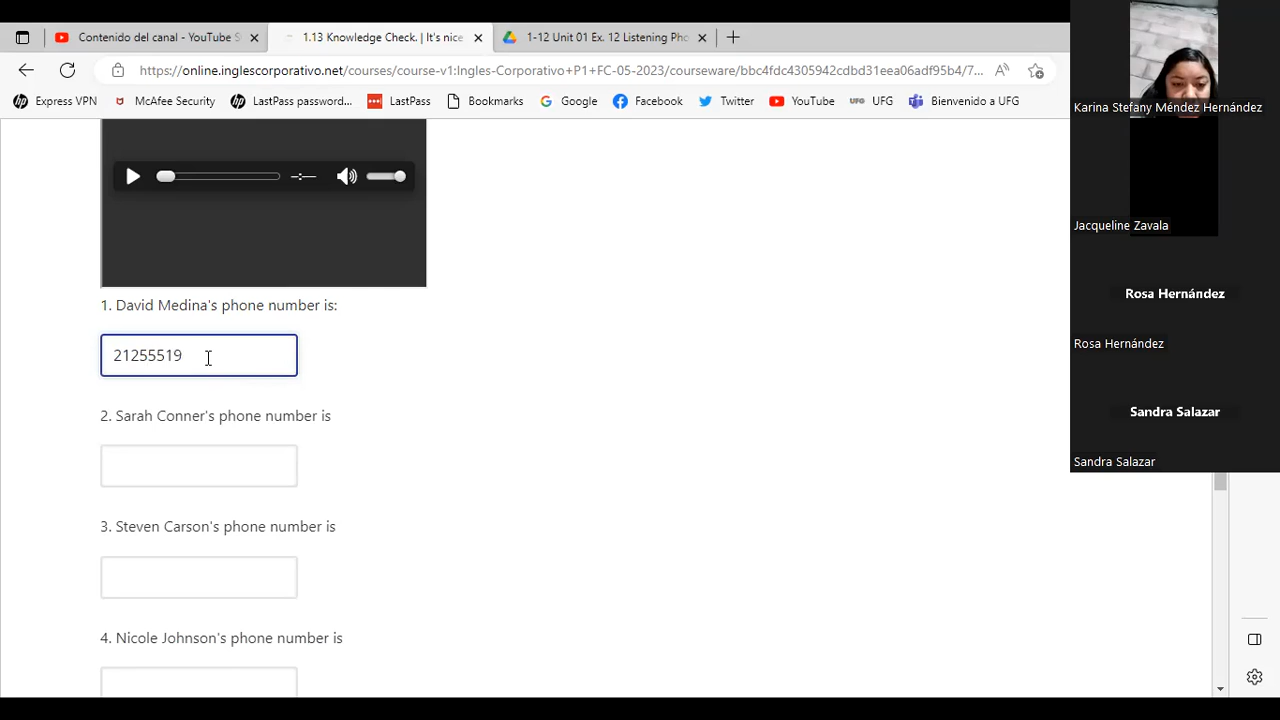 Contenido del canal - YouTube S
1.13 Knowledge Check. | It's nice
1-12 Unit 01 Ex. 12 Listening Pho
https://online.inglescorporativo.net/courses/course-v1:Ingles-Corporativo+P1+FC-05-2023/courseware/bbc4fdc4305942cdbd31eea06adf95b4/7...
Express VPN
McAfee Security
LastPass password...
LastPass
Bookmarks
Google
Facebook
Twitter
YouTube
UFG
UFG
Bienvenido a UFG
Karina Stefany Méndez Hernández
Jacqueline Zavala
Rosa Hernández
Rosa Hernández
Sandra Salazar
Sandra Salazar
-:--
1. David Medina's phone number is:
21255519
2. Sarah Conner's phone number is
3. Steven Carson's phone number is
4. Nicole Johnson's phone number is